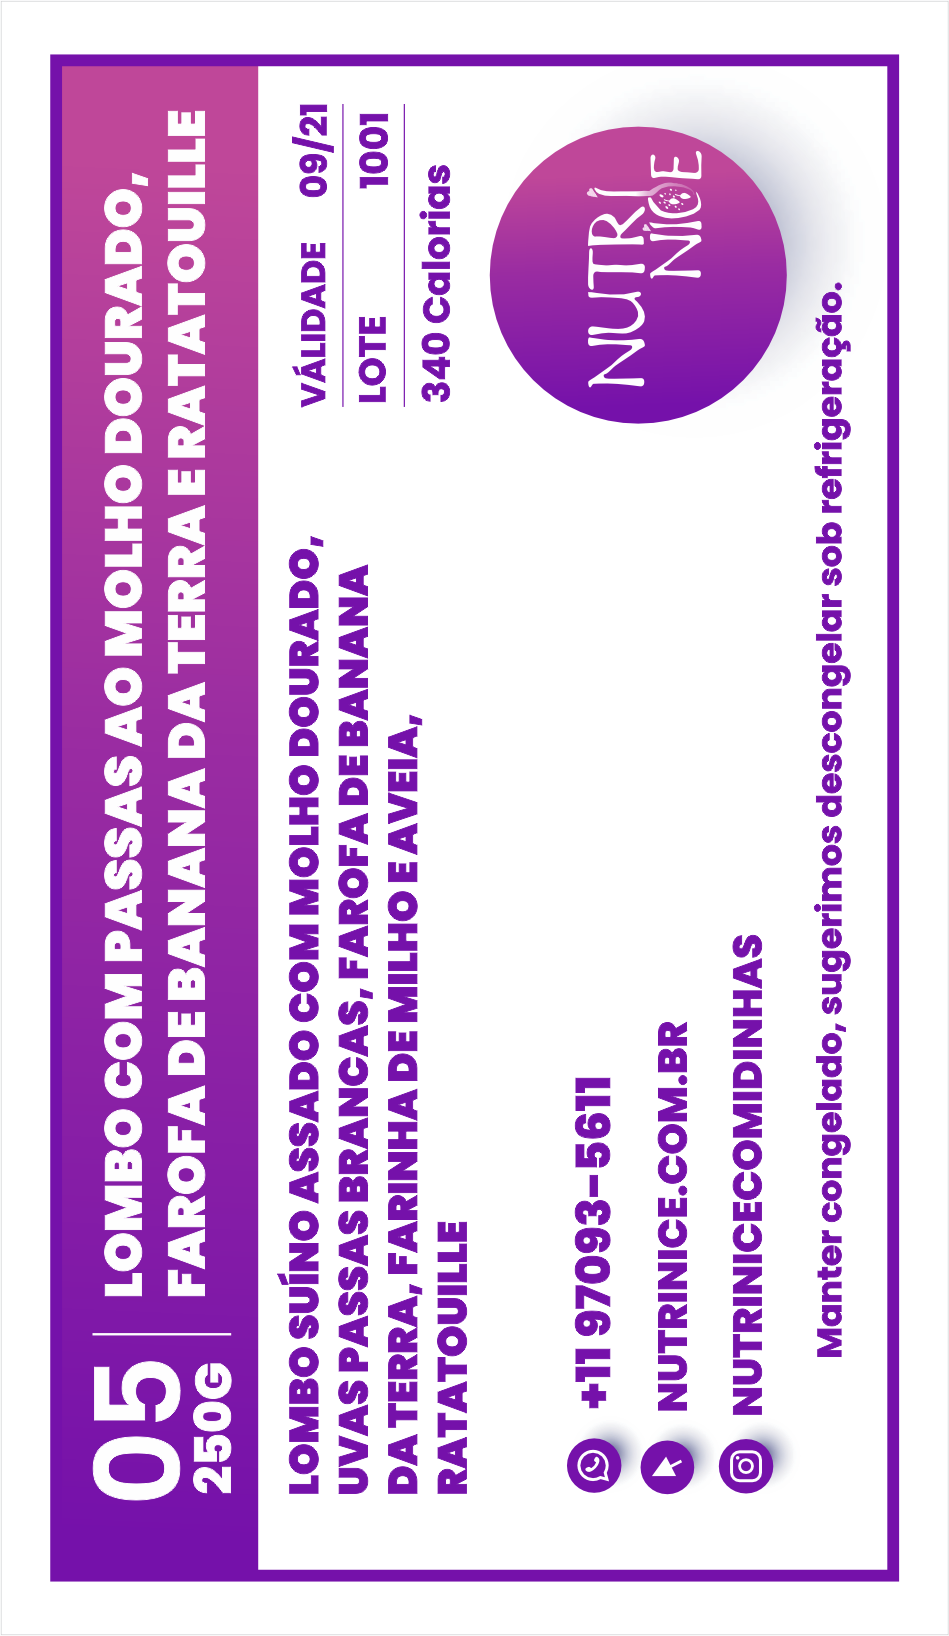 05
250G
LOMBO COM PASSAS AO MOLHO DOURADO,
FAROFA DE BANANA DA TERRA E RATATOUILLE
LOMBO SUÍNO ASSADO COM MOLHO DOURADO,
UVAS PASSAS BRANCAS, FAROFA DE BANANA
DA TERRA, FARINHA DE MILHO E AVEIA,
RATATOUILLE
VÁLIDADE 09/21
LOTE 1001
340 Calorias
NUTRI
NICE
+11 97093-5611
NUTRINICE.COM.BR
NUTRINICECOMIDINHAS
Manter congelado, sugerimos descongelar sob refrigeração.